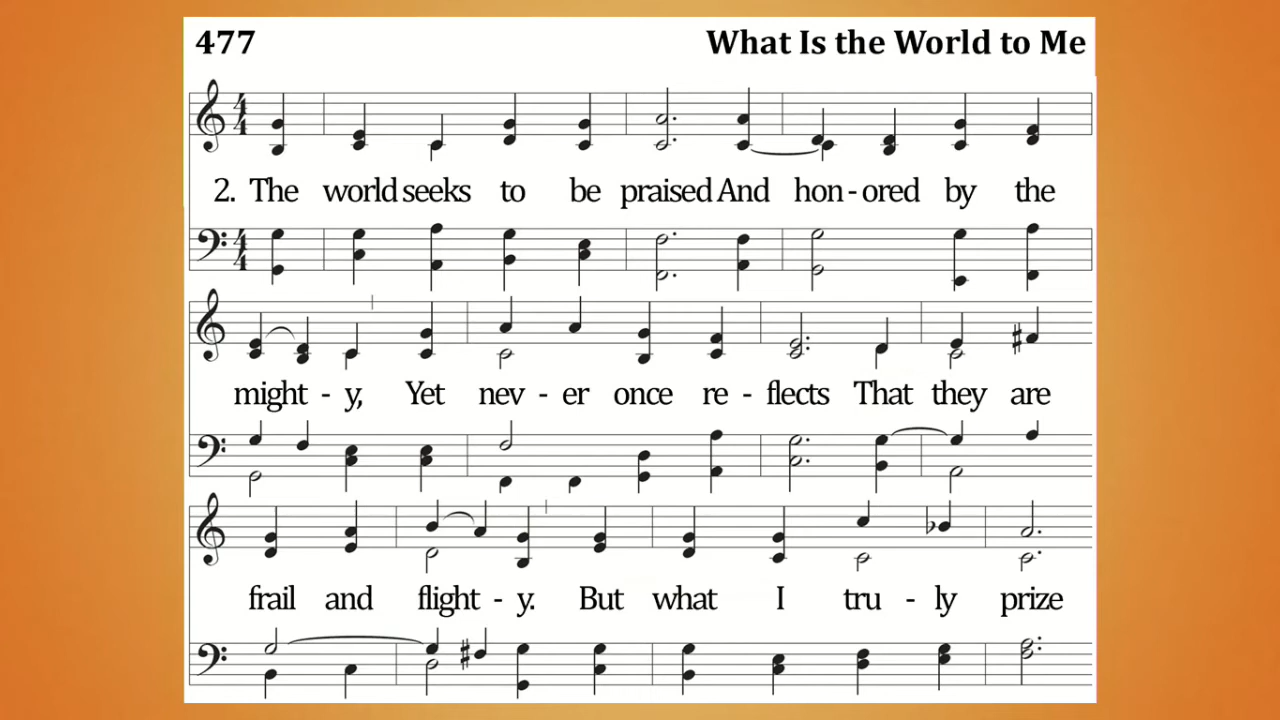 477 What Is the World to Me
2. The world seeks to be praised And hon - ored by the
might - y, Yet nev - er once re - flects That they are
frail and flight - y. But what I tru - ly prize